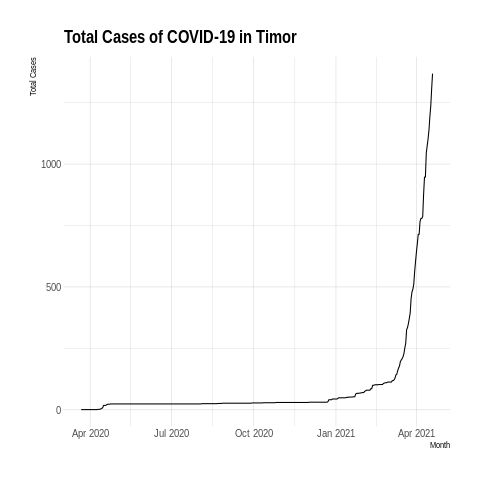 Total Cases of COVID-19 in Timor
Total Cases
1000
500
0
Apr 2020
Jul 2020
Oct 2020
Jan 2021
Apr 2021
Month